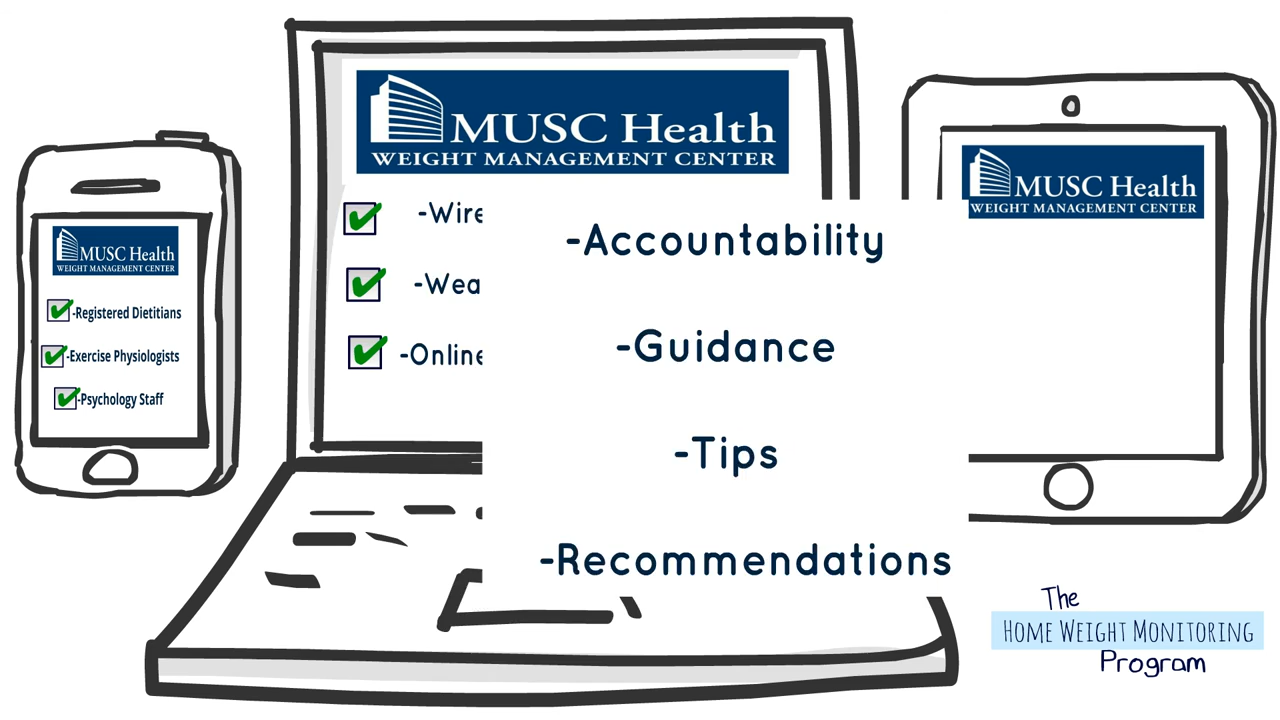 MUSC Health
WEIGHT MANAGEMENT CENTER
-Registered Dietitians
-Exercise Physiologists
-Psychology Staff
MUSC Health
WEIGHT MANAGEMENT CENTER
-Wire
-Wea
-Online
-Accountability
-Guidance
-Tips
-Recommendations
MUSC Health
WEIGHT MANAGEMENT CENTER
The
HOME WEIGHT MONITORING
Program